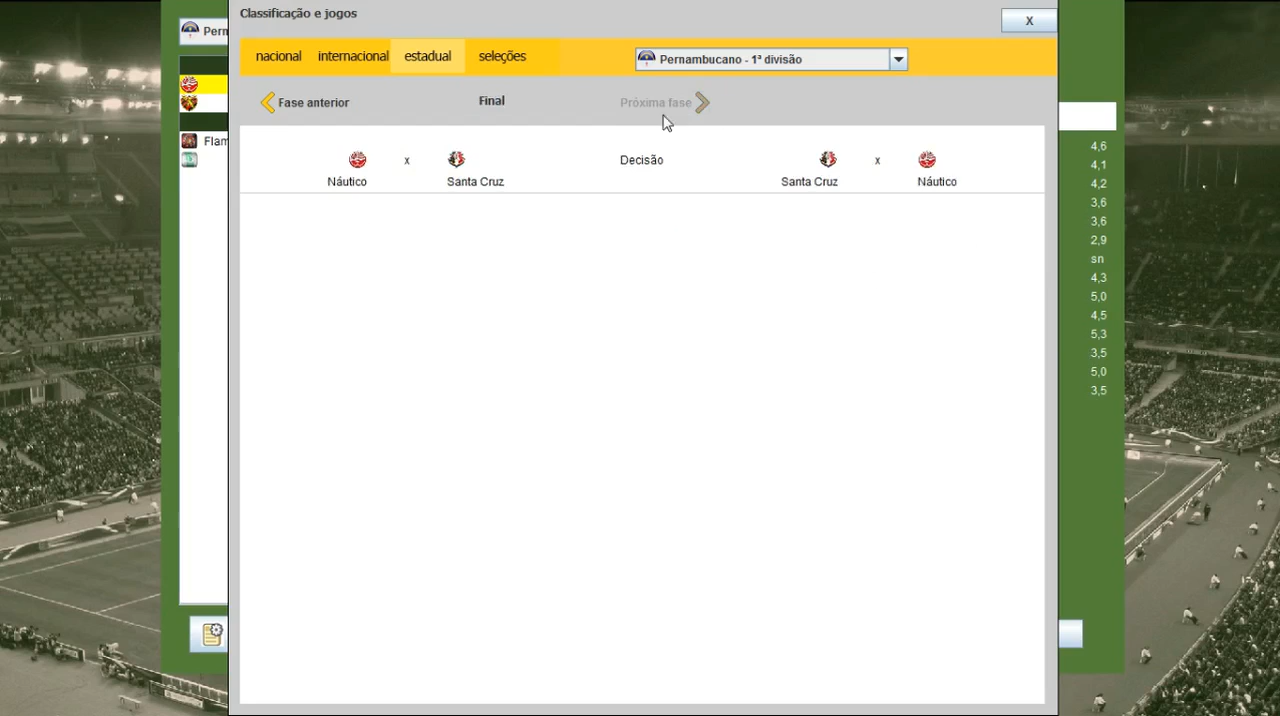 Classificação e jogos
X
nacional internacional estadual seleções
Pernambucano - 1ª divisão
Fase anterior Final Próxima fase
x Decisão x
Náutico Santa Cruz Santa Cruz Náutico
Pern
Flam
4,6
4,1
4,2
3,6
3,6
2,9
sn
4,3
5,0
4,5
5,3
3,5
5,0
3,5